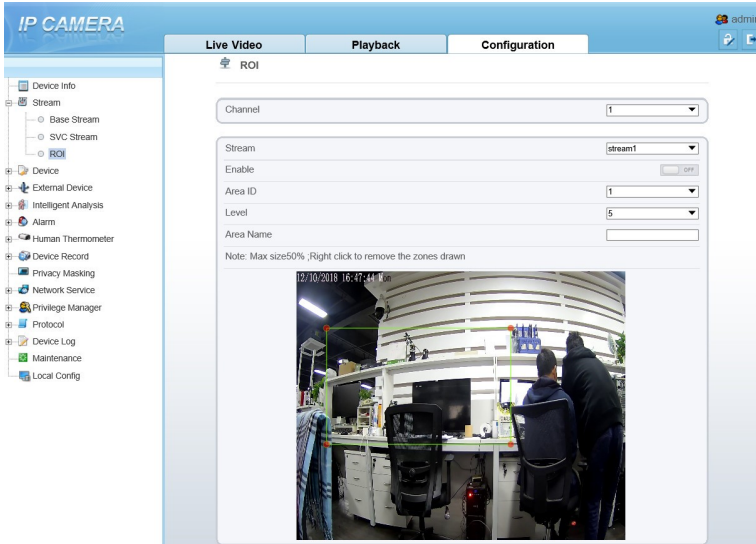 IP CAMERA
admin
Live Video Playback Configuration
ROI
Device Info
Stream
Base Stream
SVC Stream
ROI
Device
External Device
Intelligent Analysis
Alarm
Human Thermometer
Device Record
Privacy Masking
Network Service
Privilege Manager
Protocol
Device Log
Maintenance
Local Config
Channel 1
Stream stream1
Enable OFF
Area ID 1
Level 5
Area Name
Note: Max size50% ;Right click to remove the zones drawn
12/10/2018 16:47:44 Mon